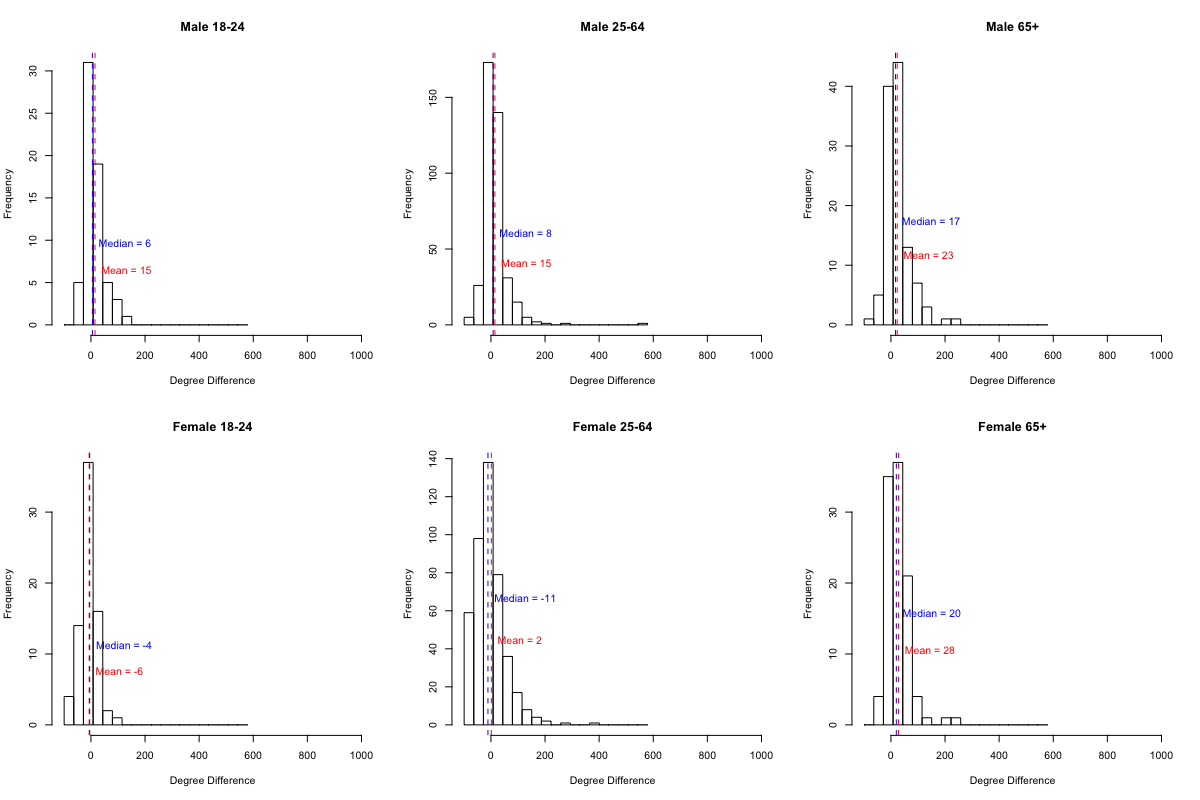 Male 18-24
Frequency
0
5
10
15
20
25
30
Median = 6
Mean = 15
0 200 400 600 800 1000
Degree Difference
Male 25-64
Frequency
0
50
100
150
Median = 8
Mean = 15
0 200 400 600 800 1000
Degree Difference
Male 65+
Frequency
0
10
20
30
40
Median = 17
Mean = 23
0 200 400 600 800 1000
Degree Difference
Female 18-24
Frequency
0
10
20
30
Median = -4
Mean = -6
0 200 400 600 800 1000
Degree Difference
Female 25-64
Frequency
0
20
40
60
80
100
120
140
Median = -11
Mean = 2
0 200 400 600 800 1000
Degree Difference
Female 65+
Frequency
0
10
20
30
Median = 20
Mean = 28
0 200 400 600 800 1000
Degree Difference